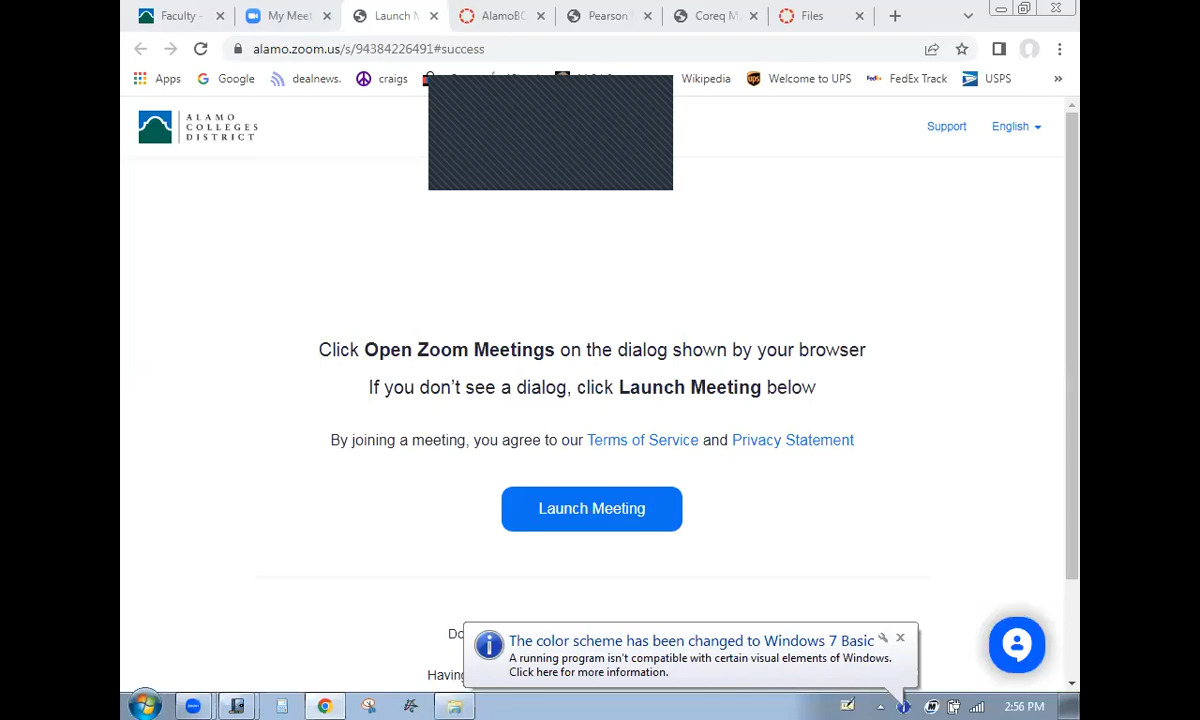 Faculty -
My Meet
Launch M
AlamoBC
Pearson
Coreq M
Files
alamo.zoom.us/s/94384226491#success
Apps
Google
dealnews.
craigs
Wikipedia
Welcome to UPS
FedEx Track
USPS
»
ALAMO
COLLEGES
DISTRICT
Support
English
Click Open Zoom Meetings on the dialog shown by your browser
If you don’t see a dialog, click Launch Meeting below
By joining a meeting, you agree to our Terms of Service and Privacy Statement
Launch Meeting
Do
Having
The color scheme has been changed to Windows 7 Basic
A running program isn't compatible with certain visual elements of Windows.
Click here for more information.
2:56 PM